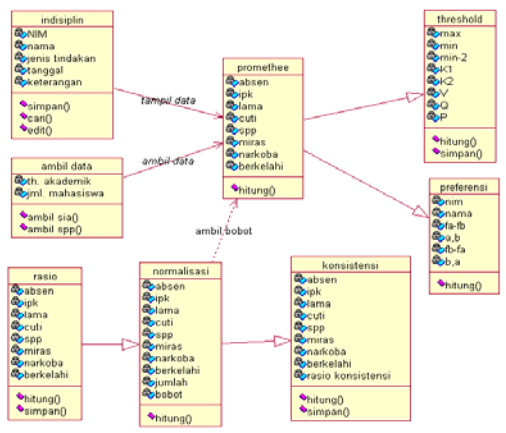 indisiplin
NIM
nama
jenis tindakan
tanggal
keterangan
simpan()
cari()
edit()
ambil data
th. akademik
jml. mahasiswa
ambil sia()
ambil spp()
tampil data
ambil data
promethee
absen
ipk
lama
cuti
spp
miras
narkoba
berkelahi
hitung()
threshold
max
min
min-2
K1
K2
V
Q
P
hitung()
simpan()
preferensi
nim
nama
fa-fb
a,b
fb-fa
b,a
hitung()
ambil bobot
rasio
absen
ipk
lama
cuti
spp
miras
narkoba
berkelahi
hitung()
simpan()
normalisasi
absen
ipk
lama
cuti
spp
miras
narkoba
berkelahi
jumlah
bobot
hitung()
konsistensi
absen
ipk
lama
cuti
spp
miras
narkoba
berkelahi
rasio konsistensi
hitung()
simpan()